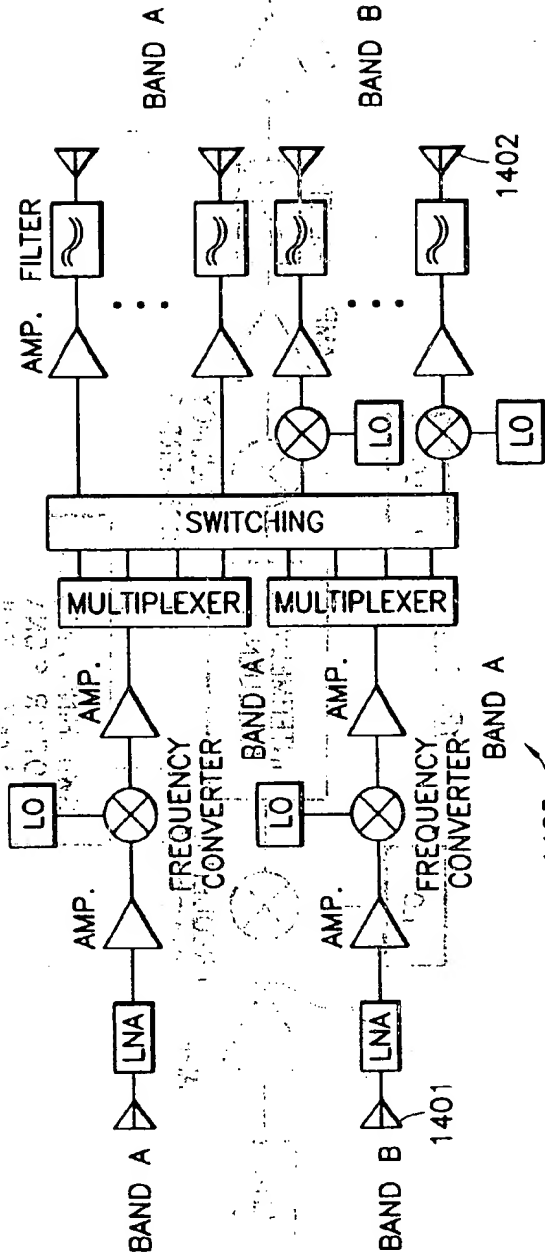 BAND A
LNA
AMP.
LO
FREQUENCY
CONVERTER
AMP.
BAND A
MULTIPLEXER
SWITCHING
AMP.
FILTER
BAND A
BAND B
1401
LNA
AMP.
LO
FREQUENCY
CONVERTER
AMP.
BAND A
MULTIPLEXER
LO
LO
BAND B
1402